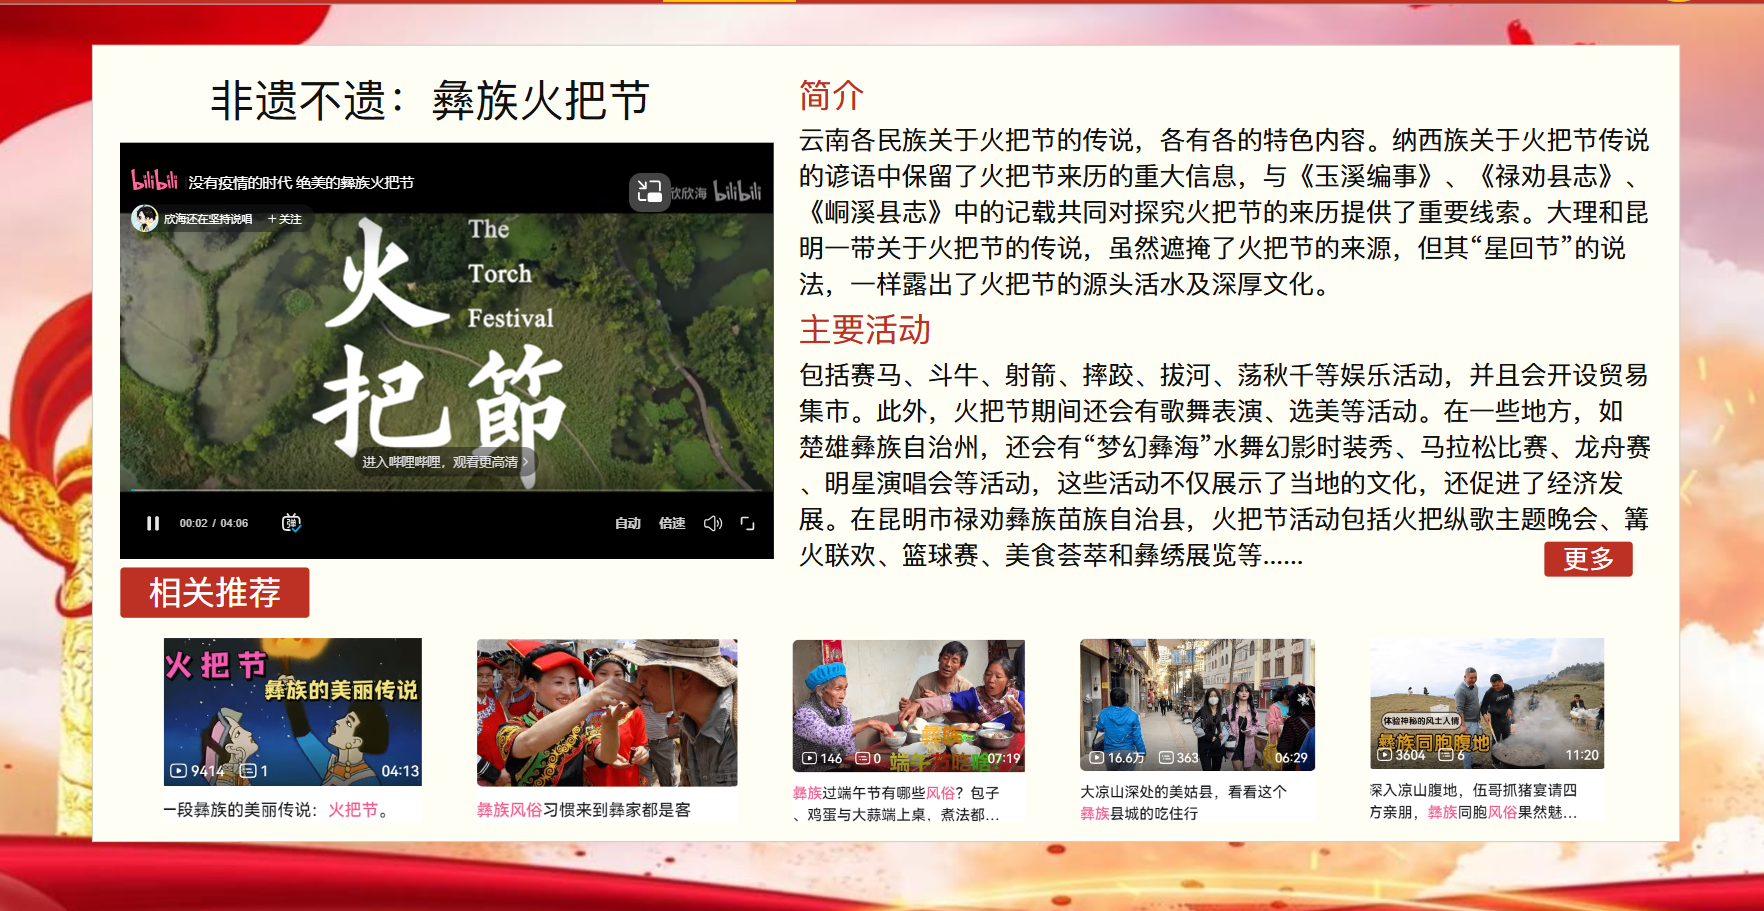 非遗不遗：彝族火把节
bilibili 没有疫情的时代 绝美的彝族火把节
欣欣海 bilibili
欣海还在坚持说唱 +关注
The
Torch
Festival
火
把節
进入哔哩哔哩，观看更高清 >
00:02 / 04:06 弹 自动 倍速
简介
云南各民族关于火把节的传说，各有各的特色内容。纳西族关于火把节传说
的谚语中保留了火把节来历的重大信息，与《玉溪编事》、《禄劝县志》、
《峒溪县志》中的记载共同对探究火把节的来历提供了重要线索。大理和昆
明一带关于火把节的传说，虽然遮掩了火把节的来源，但其“星回节”的说
法，一样露出了火把节的源头活水及深厚文化。
主要活动
包括赛马、斗牛、射箭、摔跤、拔河、荡秋千等娱乐活动，并且会开设贸易
集市。此外，火把节期间还会有歌舞表演、选美等活动。在一些地方，如
楚雄彝族自治州，还会有“梦幻彝海”水舞幻影时装秀、马拉松比赛、龙舟赛
、明星演唱会等活动，这些活动不仅展示了当地的文化，还促进了经济发
展。在昆明市禄劝彝族苗族自治县，火把节活动包括火把纵歌主题晚会、篝
火联欢、篮球赛、美食荟萃和彝绣展览等......
更多
相关推荐
火把节
彝族的美丽传说
9414 1 04:13
一段彝族的美丽传说：火把节。
彝族风俗习惯来到彝家都是客
彝族
端午节吃啥
146 0 07:19
彝族过端午节有哪些风俗？包子
、鸡蛋与大蒜端上桌，煮法都...
16.6万 363 06:29
大凉山深处的美姑县，看看这个
彝族县城的吃住行
体验神秘的风土人情
彝族同胞腹地
3604 6 11:20
深入凉山腹地，伍哥抓猪宴请四
方亲朋，彝族同胞风俗果然魅...